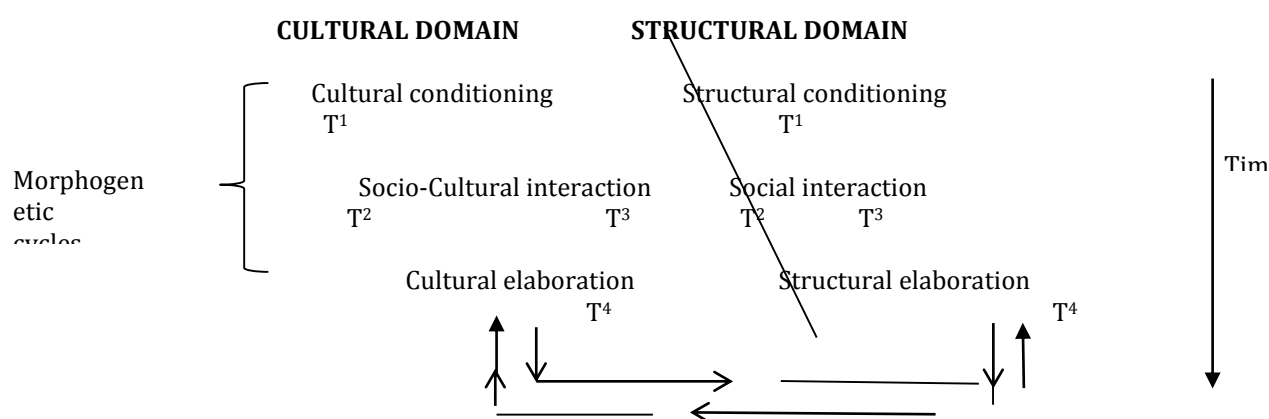 CULTURAL DOMAIN STRUCTURAL DOMAIN
Cultural conditioning Structural conditioning
T¹ T¹
Morphogen
etic
cycles
Socio-Cultural interaction Social interaction
T² T³ T² T³
Cultural elaboration Structural elaboration
T⁴ T⁴
Tim